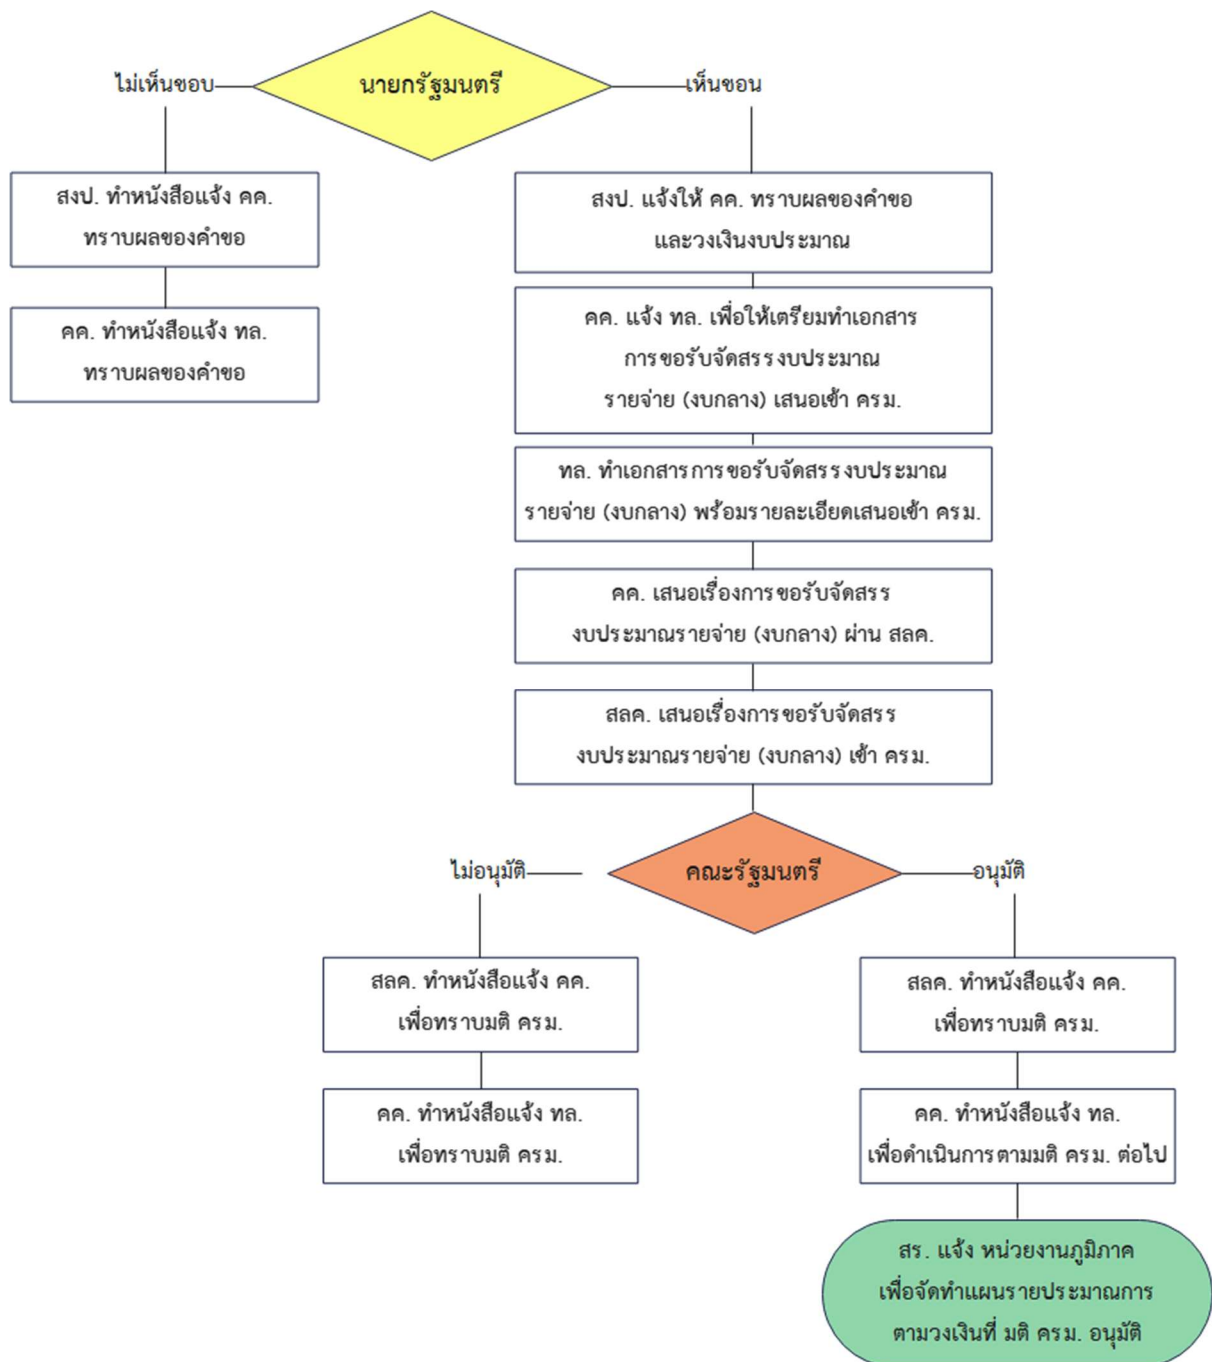 นายกรัฐมนตรี
ไม่เห็นชอบ
เห็นชอน
สงป. ทำหนังสือแจ้ง คค.
ทราบผลของคำขอ
คค. ทำหนังสือแจ้ง ทล.
ทราบผลของคำขอ
สงป. แจ้งให้ คค. ทราบผลของคำขอ
และวงเงินงบประมาณ
คค. แจ้ง ทล. เพื่อให้เตรียมทำเอกสาร
การขอรับจัดสรรงบประมาณ
รายจ่าย (งบกลาง) เสนอเข้า ครม.
ทล. ทำเอกสารการขอรับจัดสรรงบประมาณ
รายจ่าย (งบกลาง) พร้อมรายละเอียดเสนอเข้า ครม.
คค. เสนอเรื่องการขอรับจัดสรร
งบประมาณรายจ่าย (งบกลาง) ผ่าน สลค.
สลค. เสนอเรื่องการขอรับจัดสรร
งบประมาณรายจ่าย (งบกลาง) เข้า ครม.
คณะรัฐมนตรี
ไม่อนุมัติ
อนุมัติ
สลค. ทำหนังสือแจ้ง คค.
เพื่อทราบมติ ครม.
คค. ทำหนังสือแจ้ง ทล.
เพื่อทราบมติ ครม.
สลค. ทำหนังสือแจ้ง คค.
เพื่อทราบมติ ครม.
คค. ทำหนังสือแจ้ง ทล.
เพื่อดำเนินการตามมติ ครม. ต่อไป
สร. แจ้ง หน่วยงานภูมิภาค
เพื่อจัดทำแผนรายประมาณการ
ตามวงเงินที่ มติ ครม. อนุมัติ